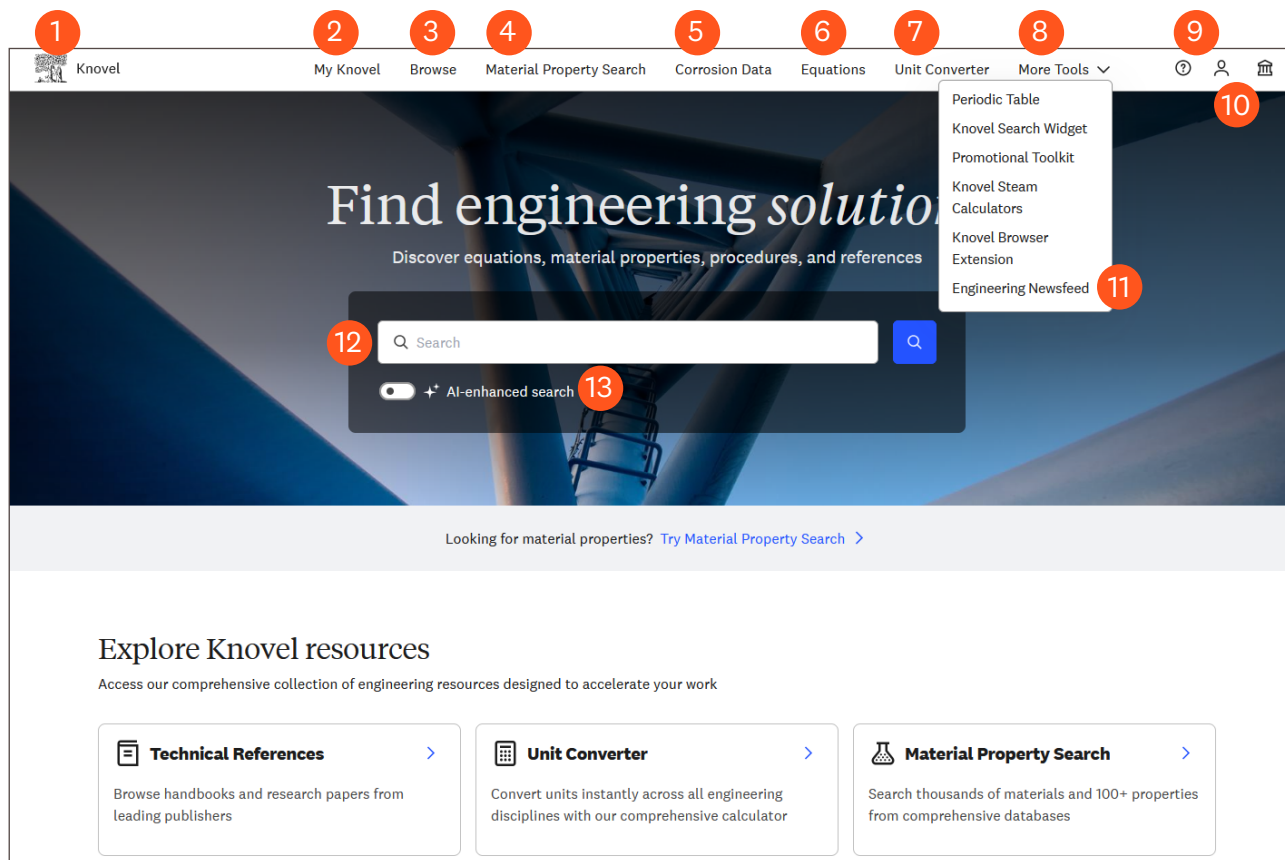 1 2 3 4 5 6 7 8 9
Knovel My Knovel Browse Material Property Search Corrosion Data Equations Unit Converter More Tools
10
Periodic Table
Knovel Search Widget
Promotional Toolkit
Knovel Steam
Calculators
Knovel Browser
Extension
Engineering Newsfeed 11
Find engineering solutio
Discover equations, material properties, procedures, and references
12 Search
AI-enhanced search 13
Looking for material properties? Try Material Property Search
Explore Knovel resources
Access our comprehensive collection of engineering resources designed to accelerate your work
Technical References
Browse handbooks and research papers from
leading publishers
Unit Converter
Convert units instantly across all engineering
disciplines with our comprehensive calculator
Material Property Search
Search thousands of materials and 100+ properties
from comprehensive databases